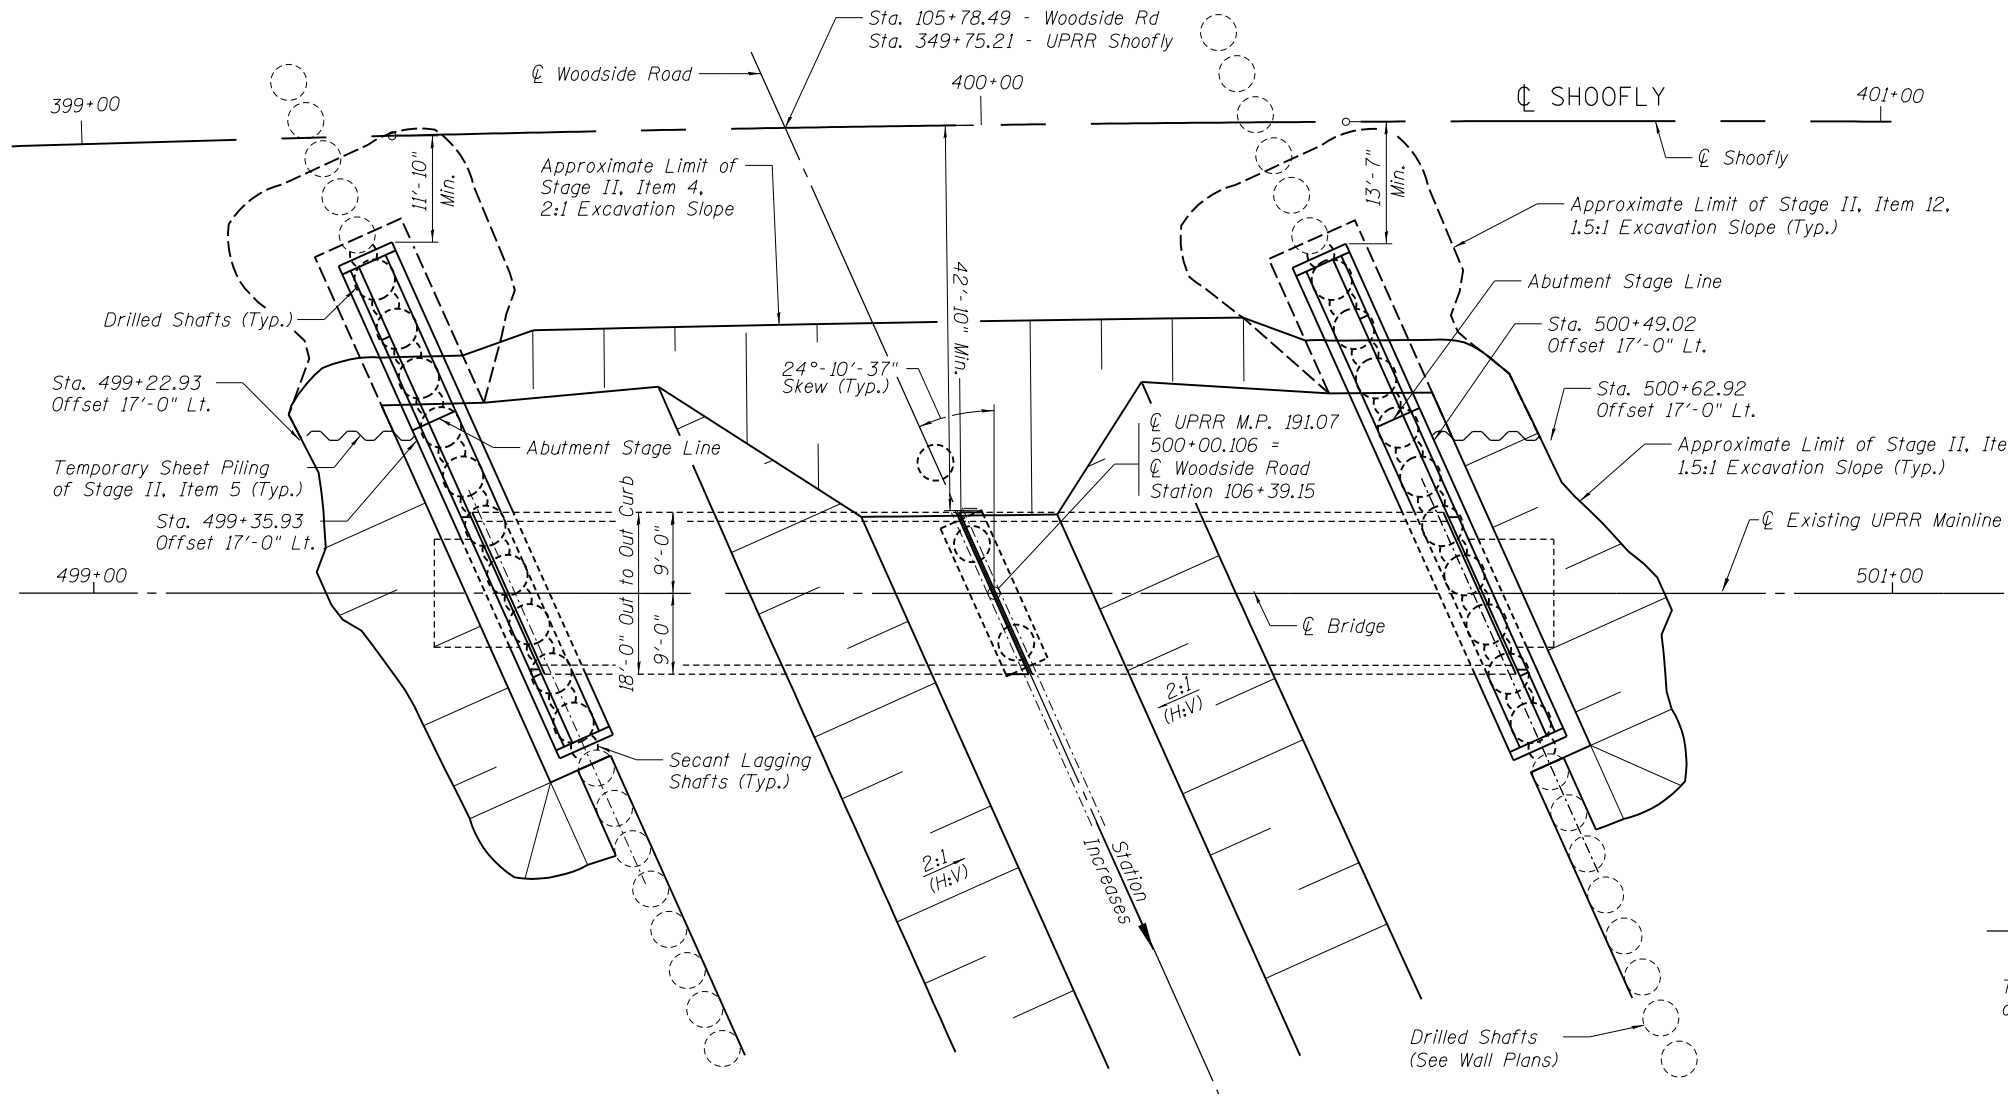 Sta. 105+78.49 - Woodside Rd
Sta. 349+75.21 - UPRR Shoofly
℄ Woodside Road
399+00
400+00
℄ SHOOFLY
401+00
℄ Shoofly
11'-10"
Min.
Approximate Limit of
Stage II, Item 4,
2:1 Excavation Slope
13'-7"
Min.
Approximate Limit of Stage II, Item 12,
1.5:1 Excavation Slope (Typ.)
Abutment Stage Line
Drilled Shafts (Typ.)
42'-10" Min.
Sta. 500+49.02
Offset 17'-0" Lt.
24°-10'-37"
Skew (Typ.)
Sta. 499+22.93
Offset 17'-0" Lt.
Sta. 500+62.92
Offset 17'-0" Lt.
Abutment Stage Line
℄ UPRR M.P. 191.07
500+00.106 =
℄ Woodside Road
Station 106+39.15
Approximate Limit of Stage II, Ite
1.5:1 Excavation Slope (Typ.)
Temporary Sheet Piling
of Stage II, Item 5 (Typ.)
Sta. 499+35.93
Offset 17'-0" Lt.
18'-0" Out to Out Curb
9'-0"
9'-0"
℄ Existing UPRR Mainline
499+00
501+00
℄ Bridge
2:1
(H:V)
Secant Lagging
Shafts (Typ.)
2:1
(H:V)
Station
Increases
Drilled Shafts
(See Wall Plans)